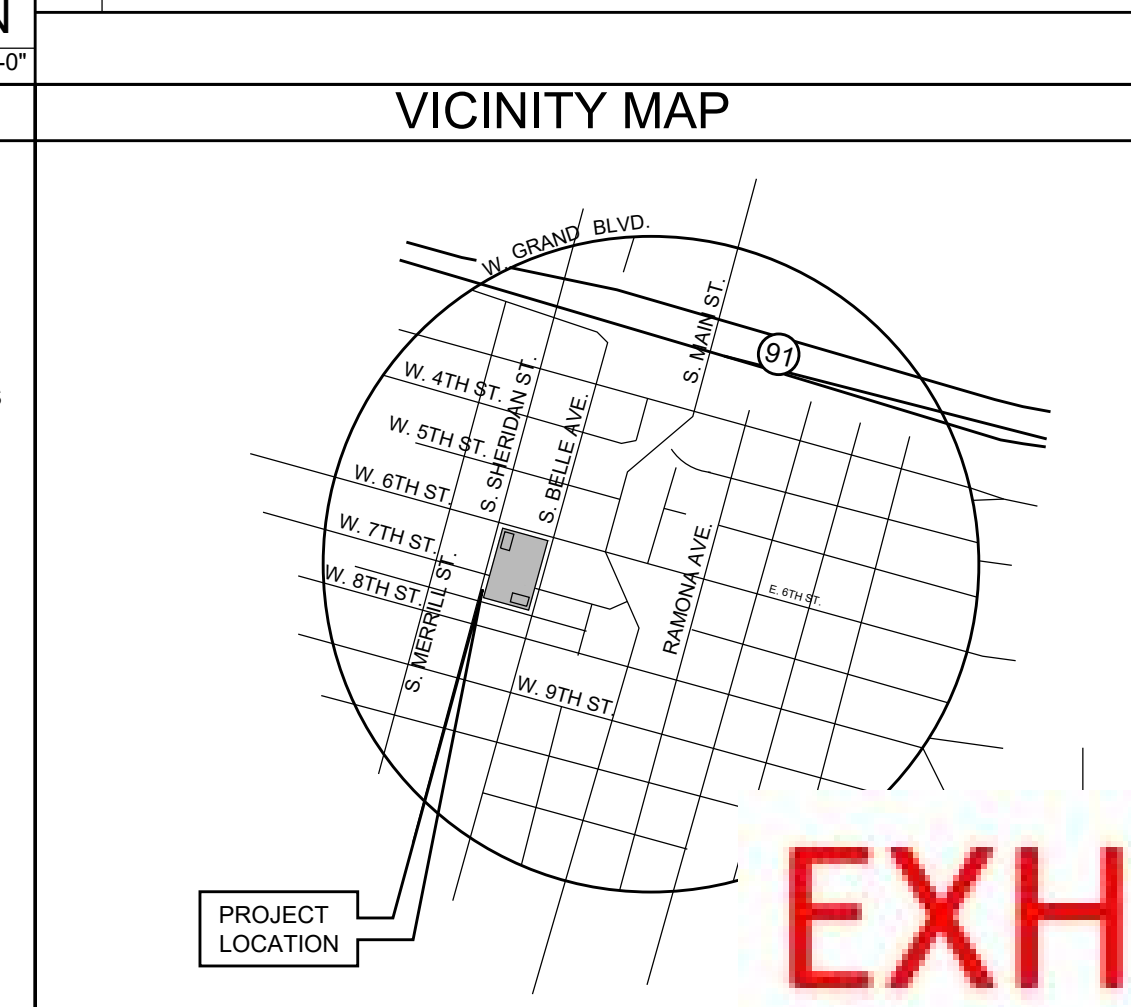 N
-0"
VICINITY MAP
W. GRAND BLVD.
S. MAIN ST.
91
W. 4TH ST.
S. SHERIDAN ST.
S. BELLE AVE.
W. 5TH ST.
W. 6TH ST.
W. 7TH ST.
W. 8TH ST.
S. MERRILL ST.
RAMONA AVE.
E. 6TH ST.
W. 9TH ST.
PROJECT
LOCATION
EXH